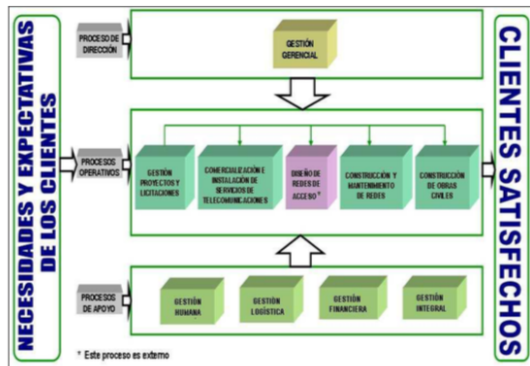 NECESIDADES Y EXPECTATIVAS
DE LOS CLIENTES
PROCESO DE
DIRECCIÓN
GESTIÓN
GERENCIAL
PROCESOS
OPERATIVOS
GESTIÓN
PROYECTOS Y
LICITACIONES
COMERCIALIZACIÓN E
INSTALACIÓN DE
SERVICIOS DE
TELECOMUNICACIONES
DISEÑO DE
REDES DE
ACCESO *
CONSTRUCCIÓN Y
MANTENIMIENTO
DE REDES
CONSTRUCCIÓN
DE OBRAS
CIVILES
PROCESOS
DE APOYO
GESTIÓN
HUMANA
GESTIÓN
LOGÍSTICA
GESTIÓN
FINANCIERA
GESTIÓN
INTEGRAL
* Este proceso es externo
CLIENTES SATISFECHOS